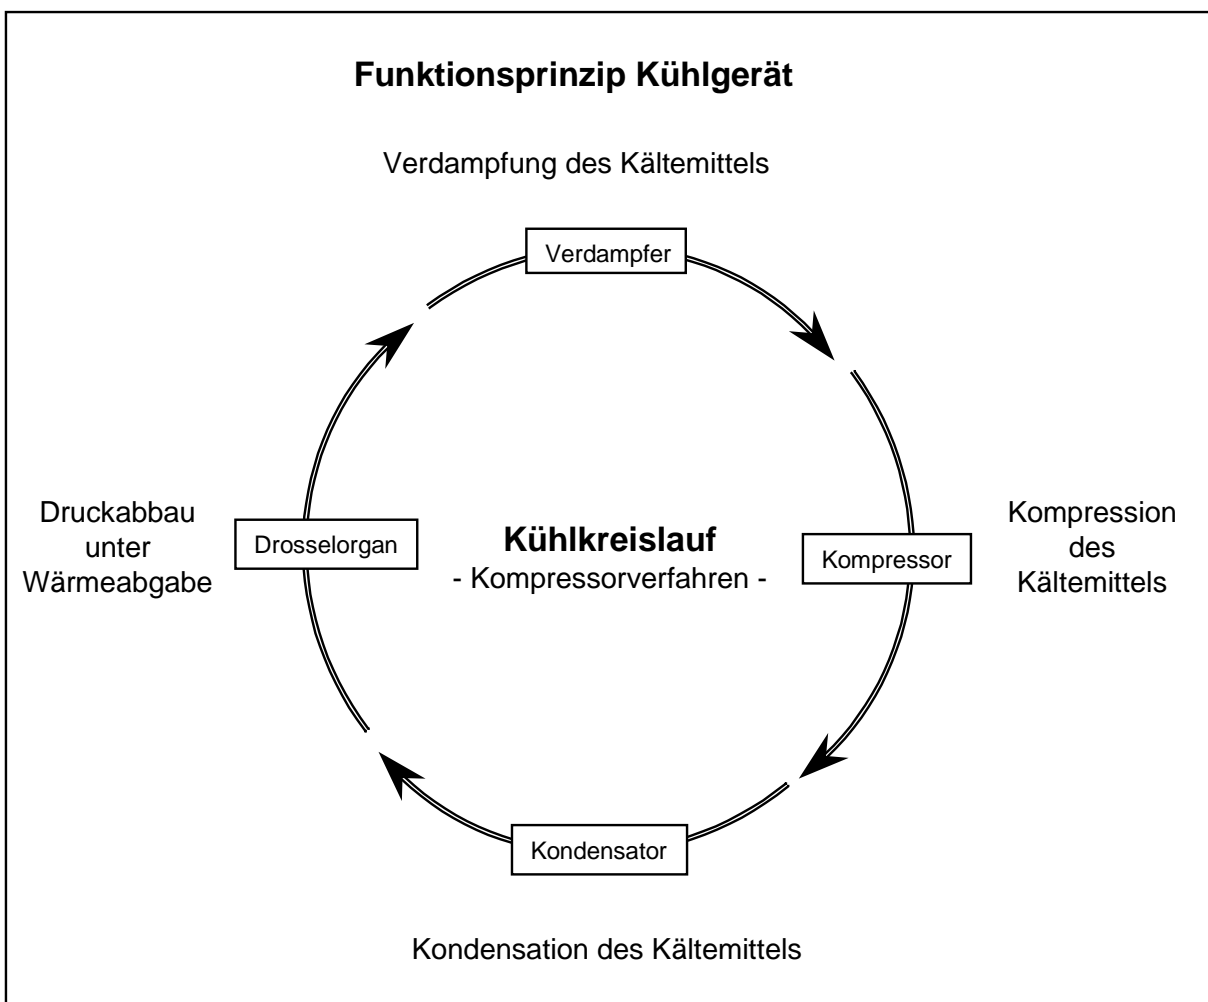 Funktionsprinzip Kühlgerät
Verdampfung des Kältemittels
Verdampfer
Druckabbau
unter
Wärmeabgabe
Drosselorgan
Kühlkreislauf
- Kompressorverfahren -
Kompressor
Kompression
des
Kältemittels
Kondensator
Kondensation des Kältemittels